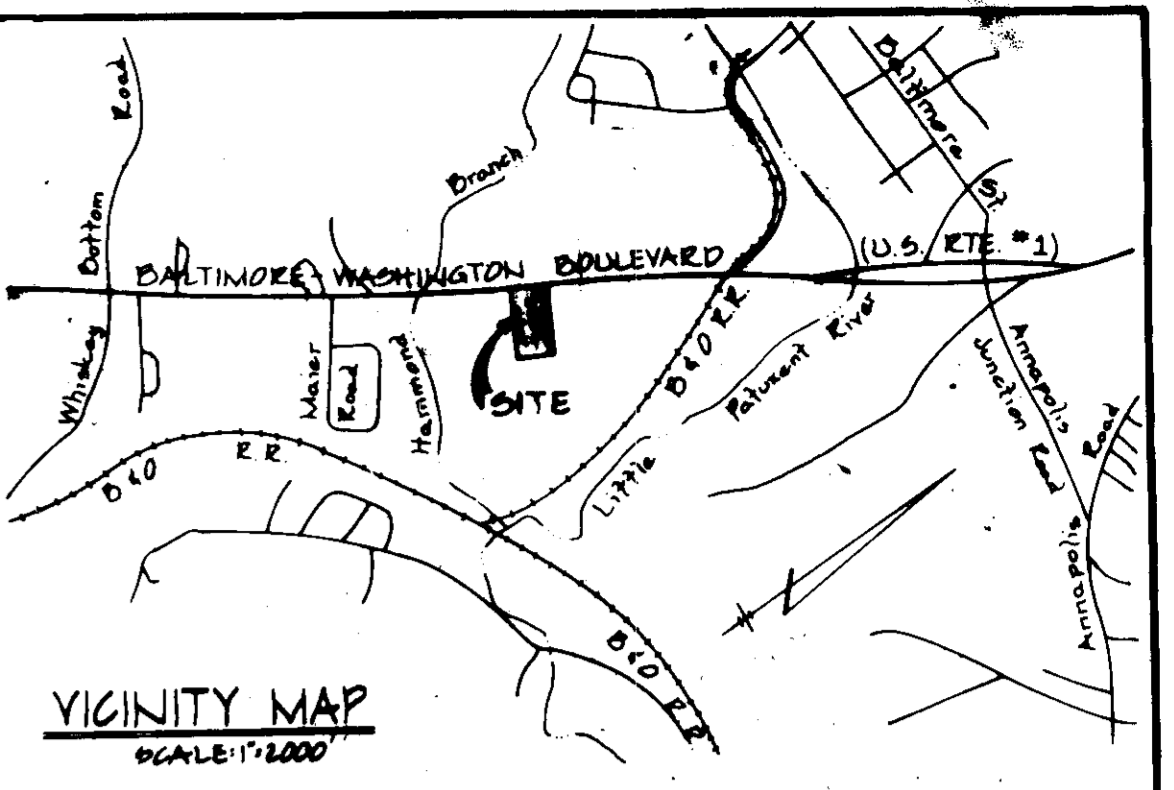 Road
Bottom
Whiskey
Branch
Hammond
Baltimore
St.
BALTIMORE-WASHINGTON BOULEVARD
(U.S. RTE. #1)
Maier
Road
SITE
B & O R.R.
Little Patuxent River
Annapolis
Junction Road
Annapolis Road
B & O R.R.
B & O R.R.
VICINITY MAP
SCALE: 1"=2000'